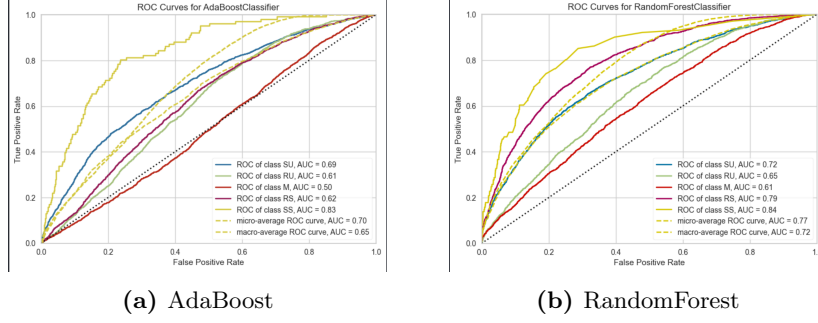 ROC Curves for AdaBoostClassifier
1.0
0.8
0.6
0.4
0.2
0.0
True Positive Rate
ROC of class SU, AUC = 0.69
ROC of class RU, AUC = 0.61
ROC of class M, AUC = 0.50
ROC of class RS, AUC = 0.62
ROC of class SS, AUC = 0.83
micro-average ROC curve, AUC = 0.70
macro-average ROC curve, AUC = 0.65
0.0 0.2 0.4 0.6 0.8 1.0
False Positive Rate
(a) AdaBoost
ROC Curves for RandomForestClassifier
1.0
0.8
0.6
0.4
0.2
0.0
True Positive Rate
ROC of class SU, AUC = 0.72
ROC of class RU, AUC = 0.65
ROC of class M, AUC = 0.61
ROC of class RS, AUC = 0.79
ROC of class SS, AUC = 0.84
micro-average ROC curve, AUC = 0.77
macro-average ROC curve, AUC = 0.72
0.0 0.2 0.4 0.6 0.8 1.
False Positive Rate
(b) RandomForest